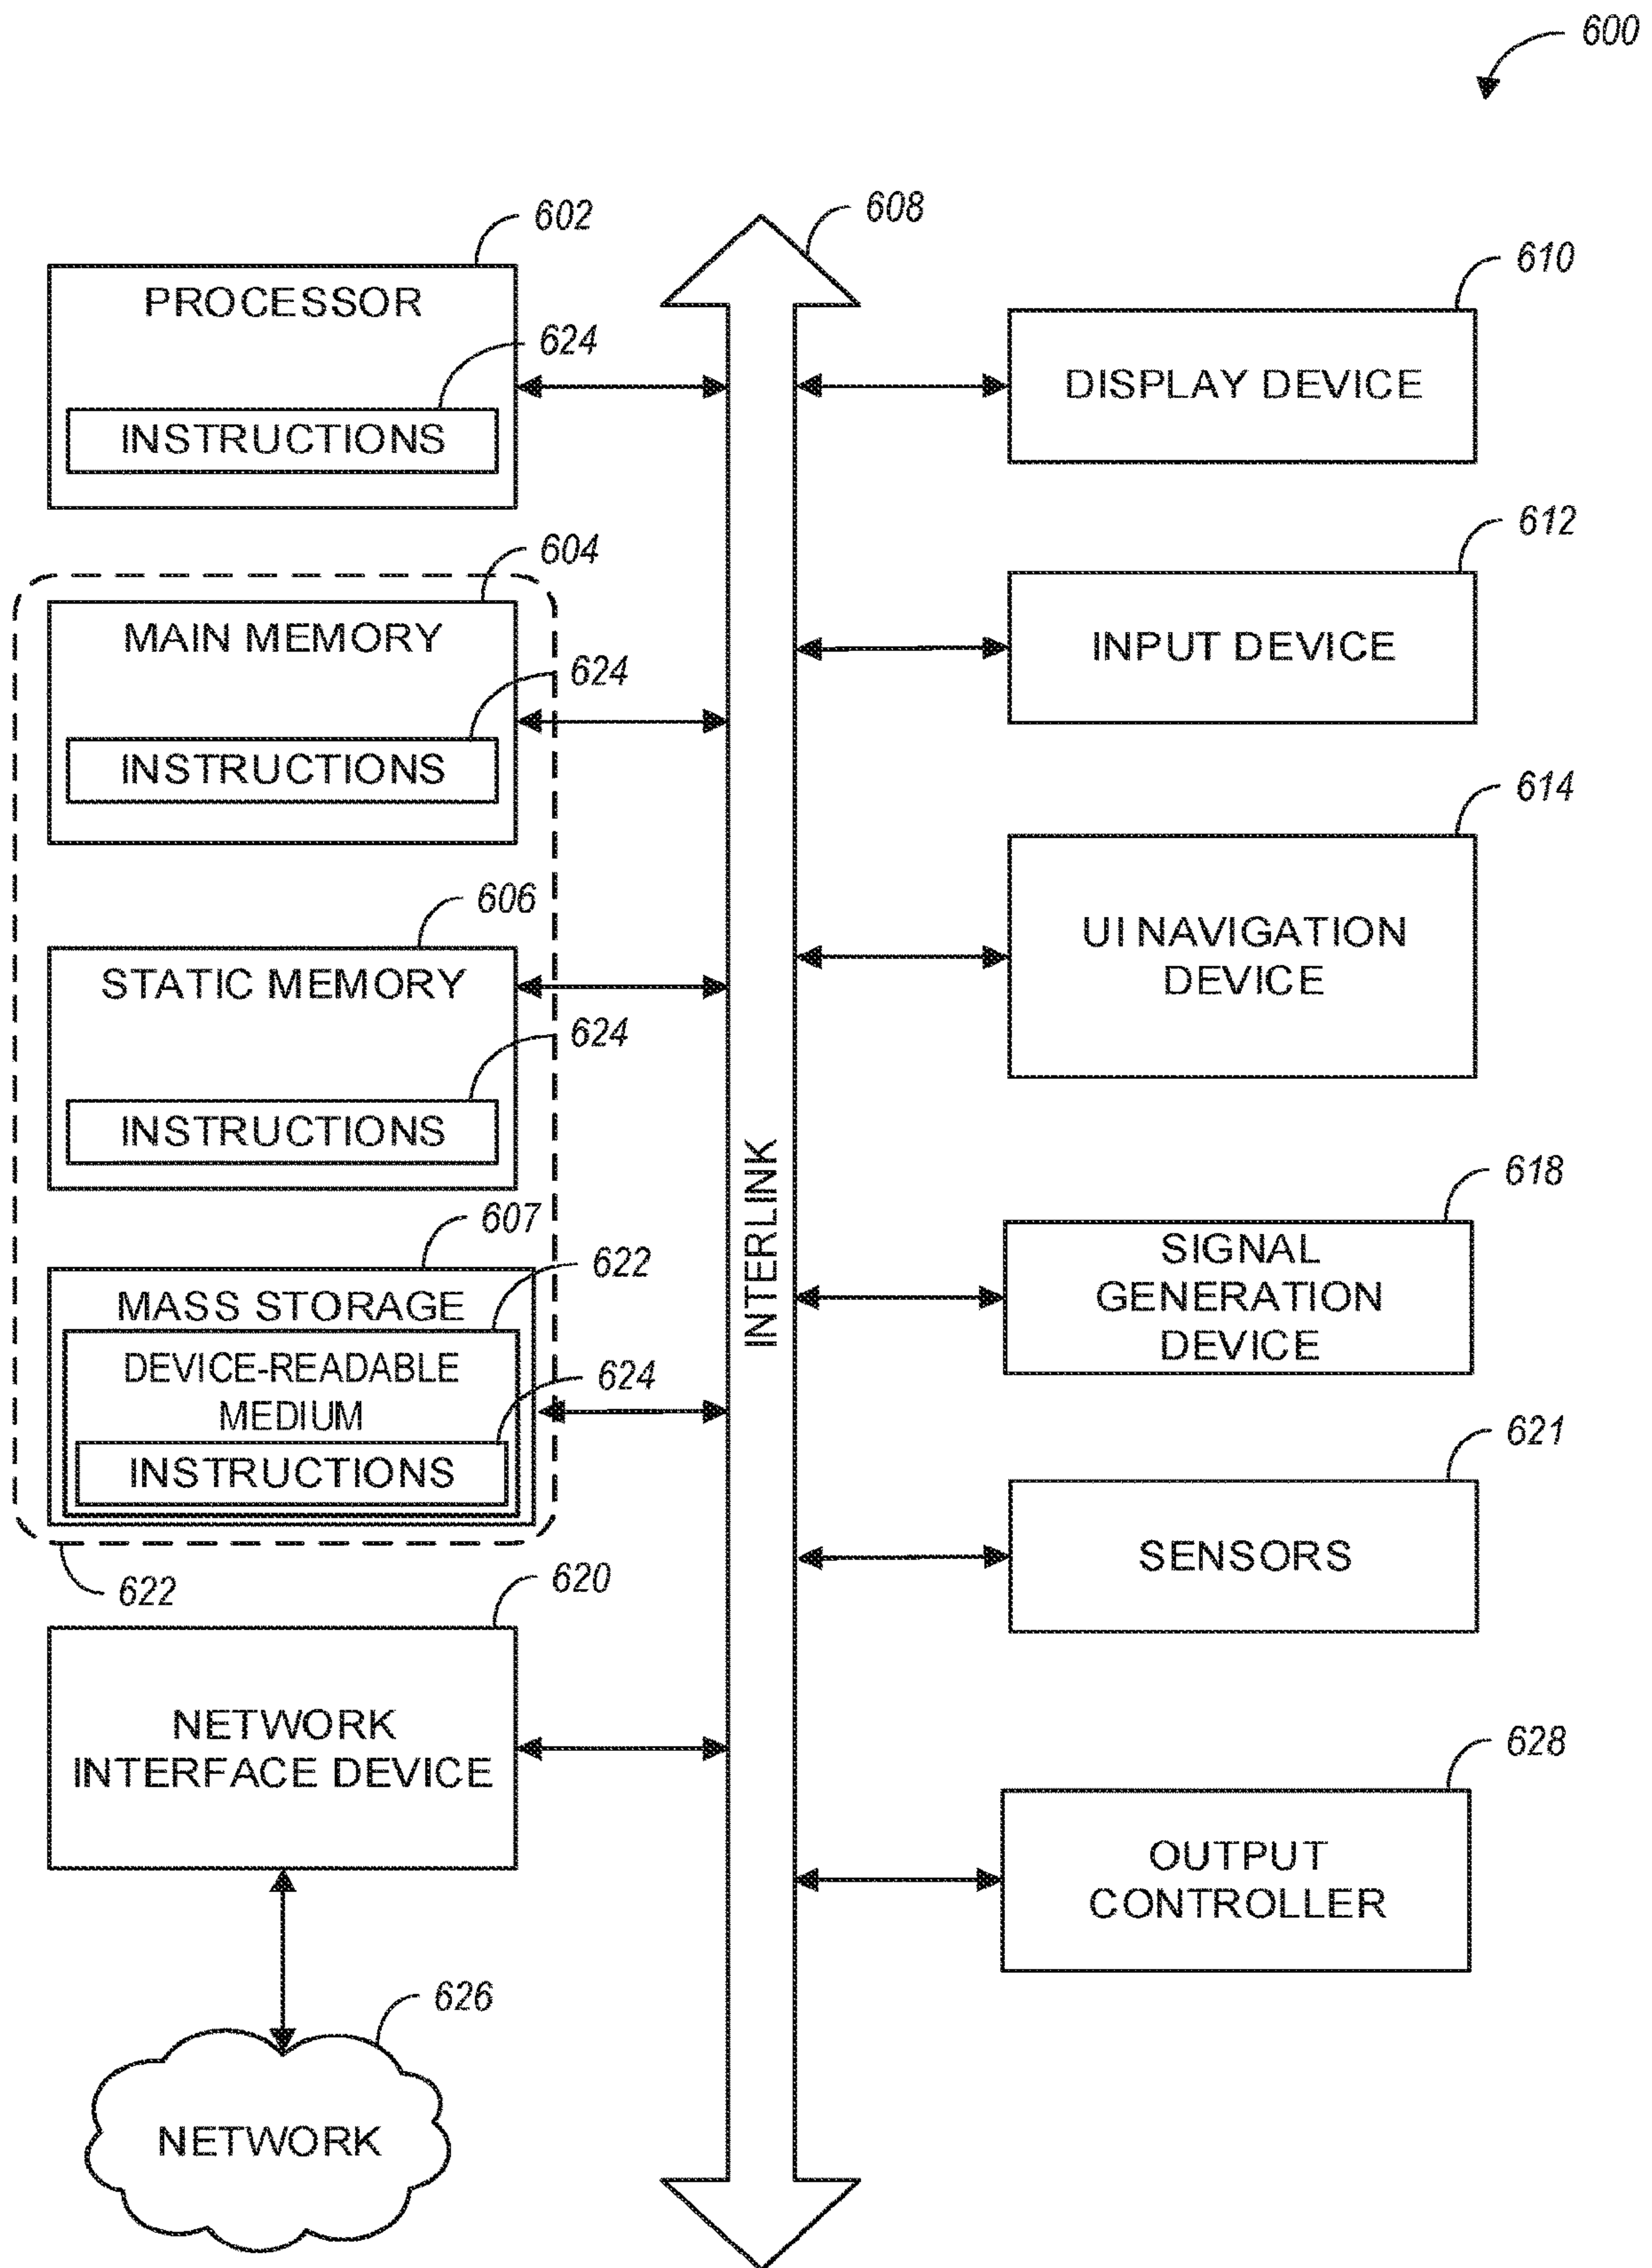 600
602
PROCESSOR
624
INSTRUCTIONS
604
MAIN MEMORY
624
INSTRUCTIONS
606
STATIC MEMORY
624
INSTRUCTIONS
607
MASS STORAGE
622
DEVICE-READABLE
MEDIUM
624
INSTRUCTIONS
622
620
NETWORK
INTERFACE DEVICE
626
NETWORK
608
INTERLINK
610
DISPLAY DEVICE
612
INPUT DEVICE
614
UI NAVIGATION
DEVICE
618
SIGNAL
GENERATION
DEVICE
621
SENSORS
628
OUTPUT
CONTROLLER